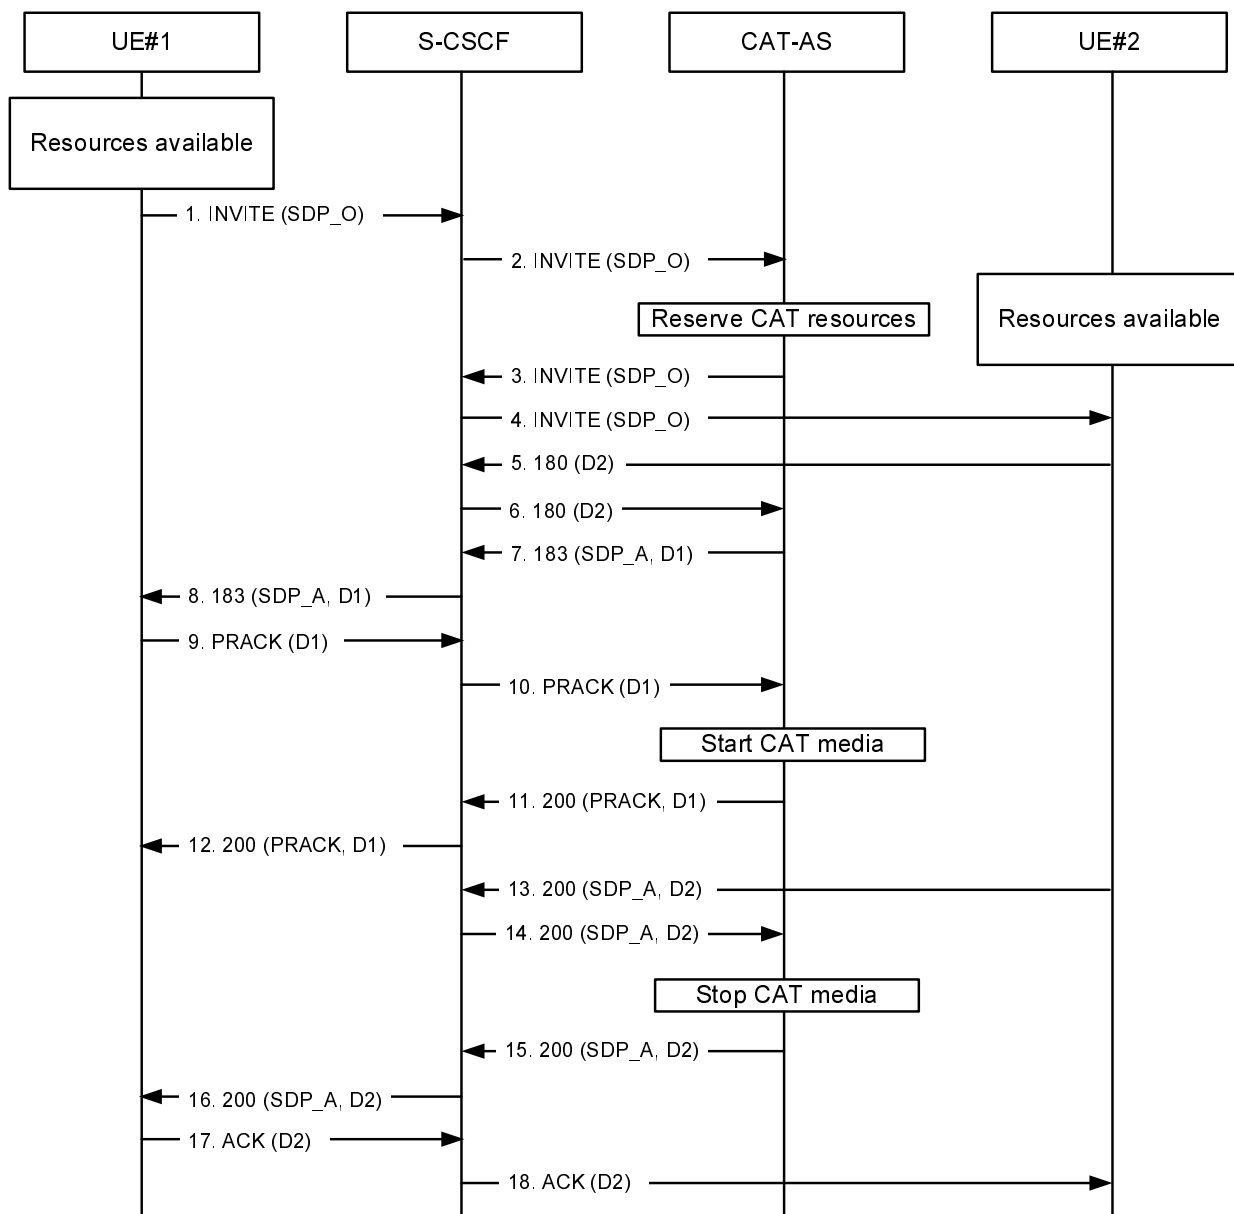 UE#1
S-CSCF
CAT-AS
UE#2
Resources available
1. INVITE (SDP_O)
2. INVITE (SDP_O)
Reserve CAT resources
Resources available
3. INVITE (SDP_O)
4. INVITE (SDP_O)
5. 180 (D2)
6. 180 (D2)
7. 183 (SDP_A, D1)
8. 183 (SDP_A, D1)
9. PRACK (D1)
10. PRACK (D1)
Start CAT media
11. 200 (PRACK, D1)
12. 200 (PRACK, D1)
13. 200 (SDP_A, D2)
14. 200 (SDP_A, D2)
Stop CAT media
15. 200 (SDP_A, D2)
16. 200 (SDP_A, D2)
17. ACK (D2)
18. ACK (D2)